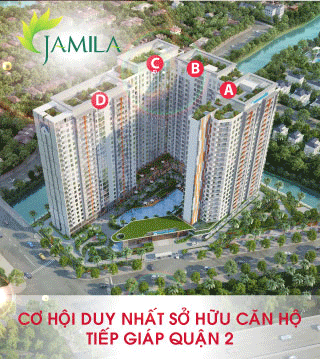 JAMILA
C
B
A
D
CƠ HỘI DUY NHẤT SỞ HỮU CĂN HỘ
TIẾP GIÁP QUẬN 2